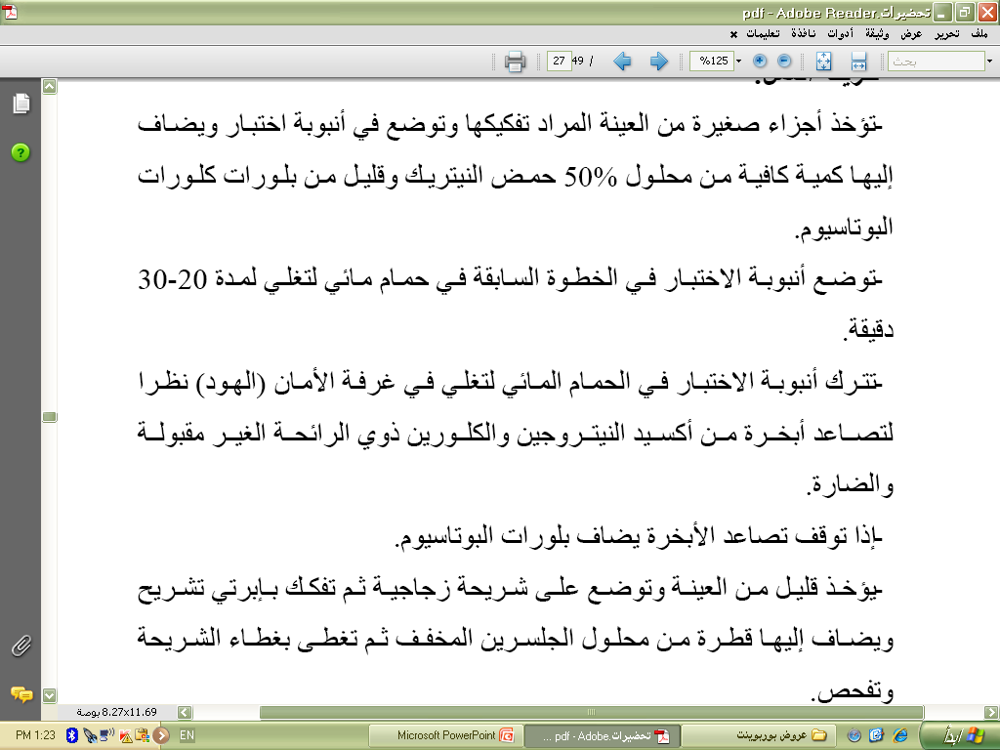 تحضيرات.pdf - Adobe Reader
ملف تحرير عرض وثيقة أدوات نافذة تعليمات
27 / 49 %125 بحث
-تؤخذ أجزاء صغيرة من العينة المراد تفكيكها وتوضع في أنبوبة اختبار ويضاف
إليها كمية كافية من محلول 50% حمض النيتريك وقليل من بلورات كلورات
البوتاسيوم.
-توضع أنبوبة الاختبار في الخطوة السابقة في حمام مائي لتغلي لمدة 20-30
دقيقة.
-تترك أنبوبة الاختبار في الحمام المائي لتغلي في غرفة الأمان (الهود) نظرا
لتصاعد أبخرة من أكسيد النيتروجين والكلورين ذوي الرائحة الغير مقبولة
والضارة.
-إذا توقف تصاعد الأبخرة يضاف بلورات البوتاسيوم.
-يؤخذ قليل من العينة وتوضع على شريحة زجاجية ثم تفكك بإبرتي تشريح
ويضاف إليها قطرة من محلول الجلسرين المخفف ثم تغطى بغطاء الشريحة
وتفحص.
8.27x11.69 بوصة
ابدأ عروض بوربوينت تحضيرات.pdf - Adobe ... Microsoft PowerPoint EN 1:23 PM